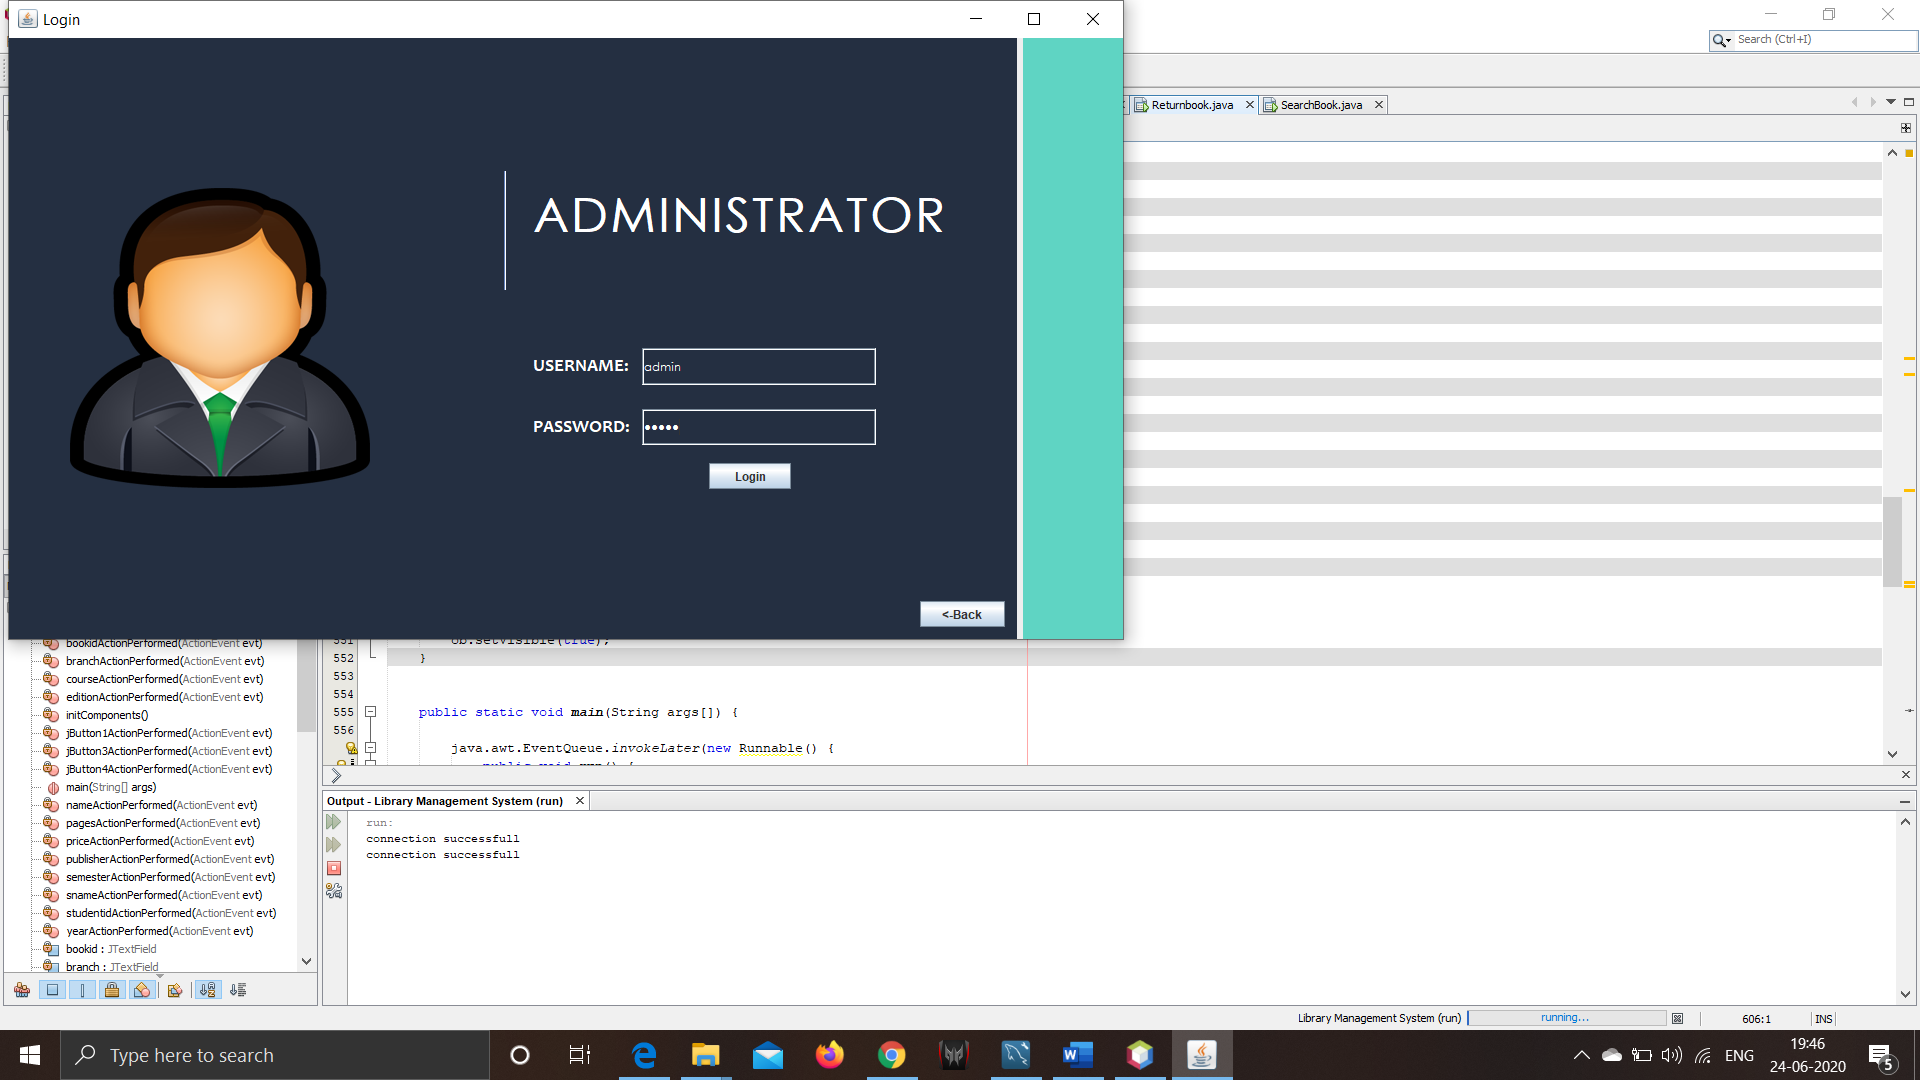 Login
Search (Ctrl+I)
Returnbook.java
SearchBook.java
ADMINISTRATOR
USERNAME:
admin
PASSWORD:
•••••
Login
<-Back
bookidActionPerformed(ActionEvent evt)
branchActionPerformed(ActionEvent evt)
courseActionPerformed(ActionEvent evt)
editionActionPerformed(ActionEvent evt)
initComponents()
jButton1ActionPerformed(ActionEvent evt)
jButton3ActionPerformed(ActionEvent evt)
jButton4ActionPerformed(ActionEvent evt)
main(String[] args)
nameActionPerformed(ActionEvent evt)
pagesActionPerformed(ActionEvent evt)
priceActionPerformed(ActionEvent evt)
publisherActionPerformed(ActionEvent evt)
semesterActionPerformed(ActionEvent evt)
snameActionPerformed(ActionEvent evt)
studentidActionPerformed(ActionEvent evt)
yearActionPerformed(ActionEvent evt)
bookid : JTextField
branch : JTextField
551 ob.setVisible(true);
552 }
553
554
555 public static void main(String args[]) {
556
java.awt.EventQueue.invokeLater(new Runnable() {
public void run() {
Output - Library Management System (run)
run:
connection successfull
connection successfull
Library Management System (run)
running...
606:1
INS
Type here to search
ENG
19:46
24-06-2020
5